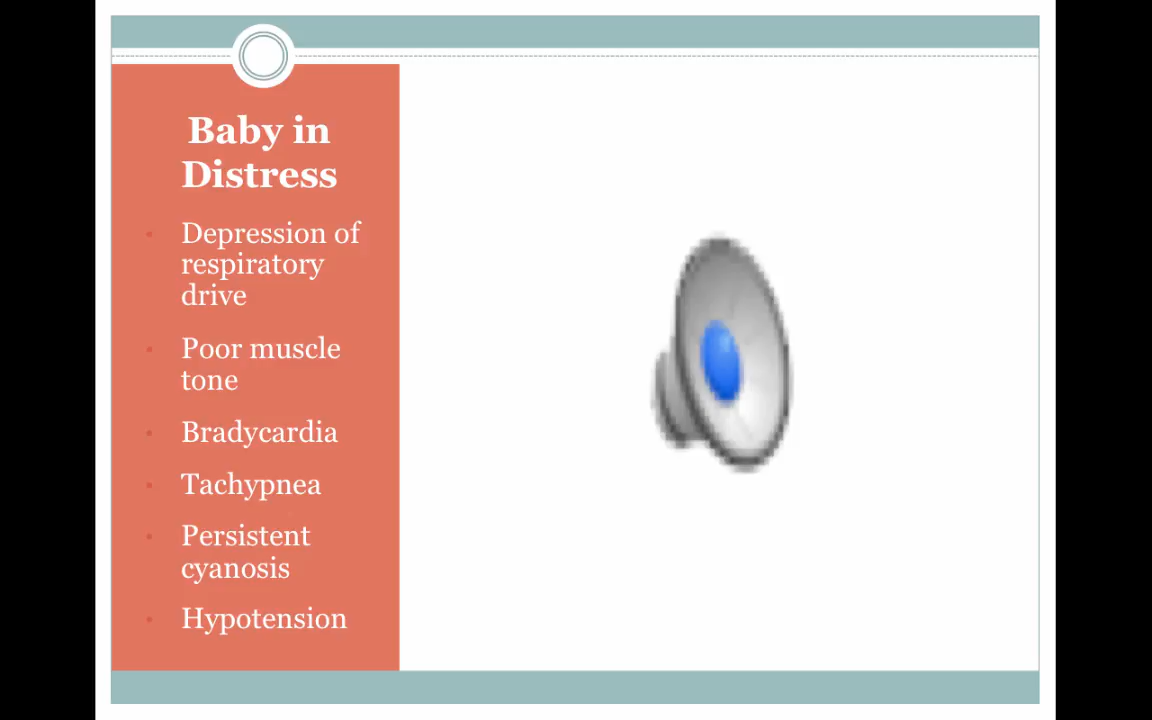 Baby in
Distress
• Depression of
respiratory
drive
• Poor muscle
tone
• Bradycardia
• Tachypnea
• Persistent
cyanosis
• Hypotension